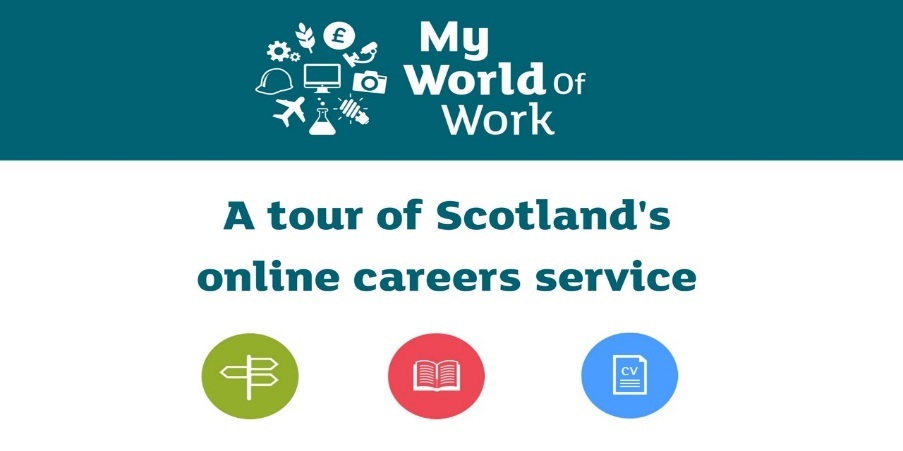 £
My
World Of
Work
A tour of Scotland's
online careers service
CV